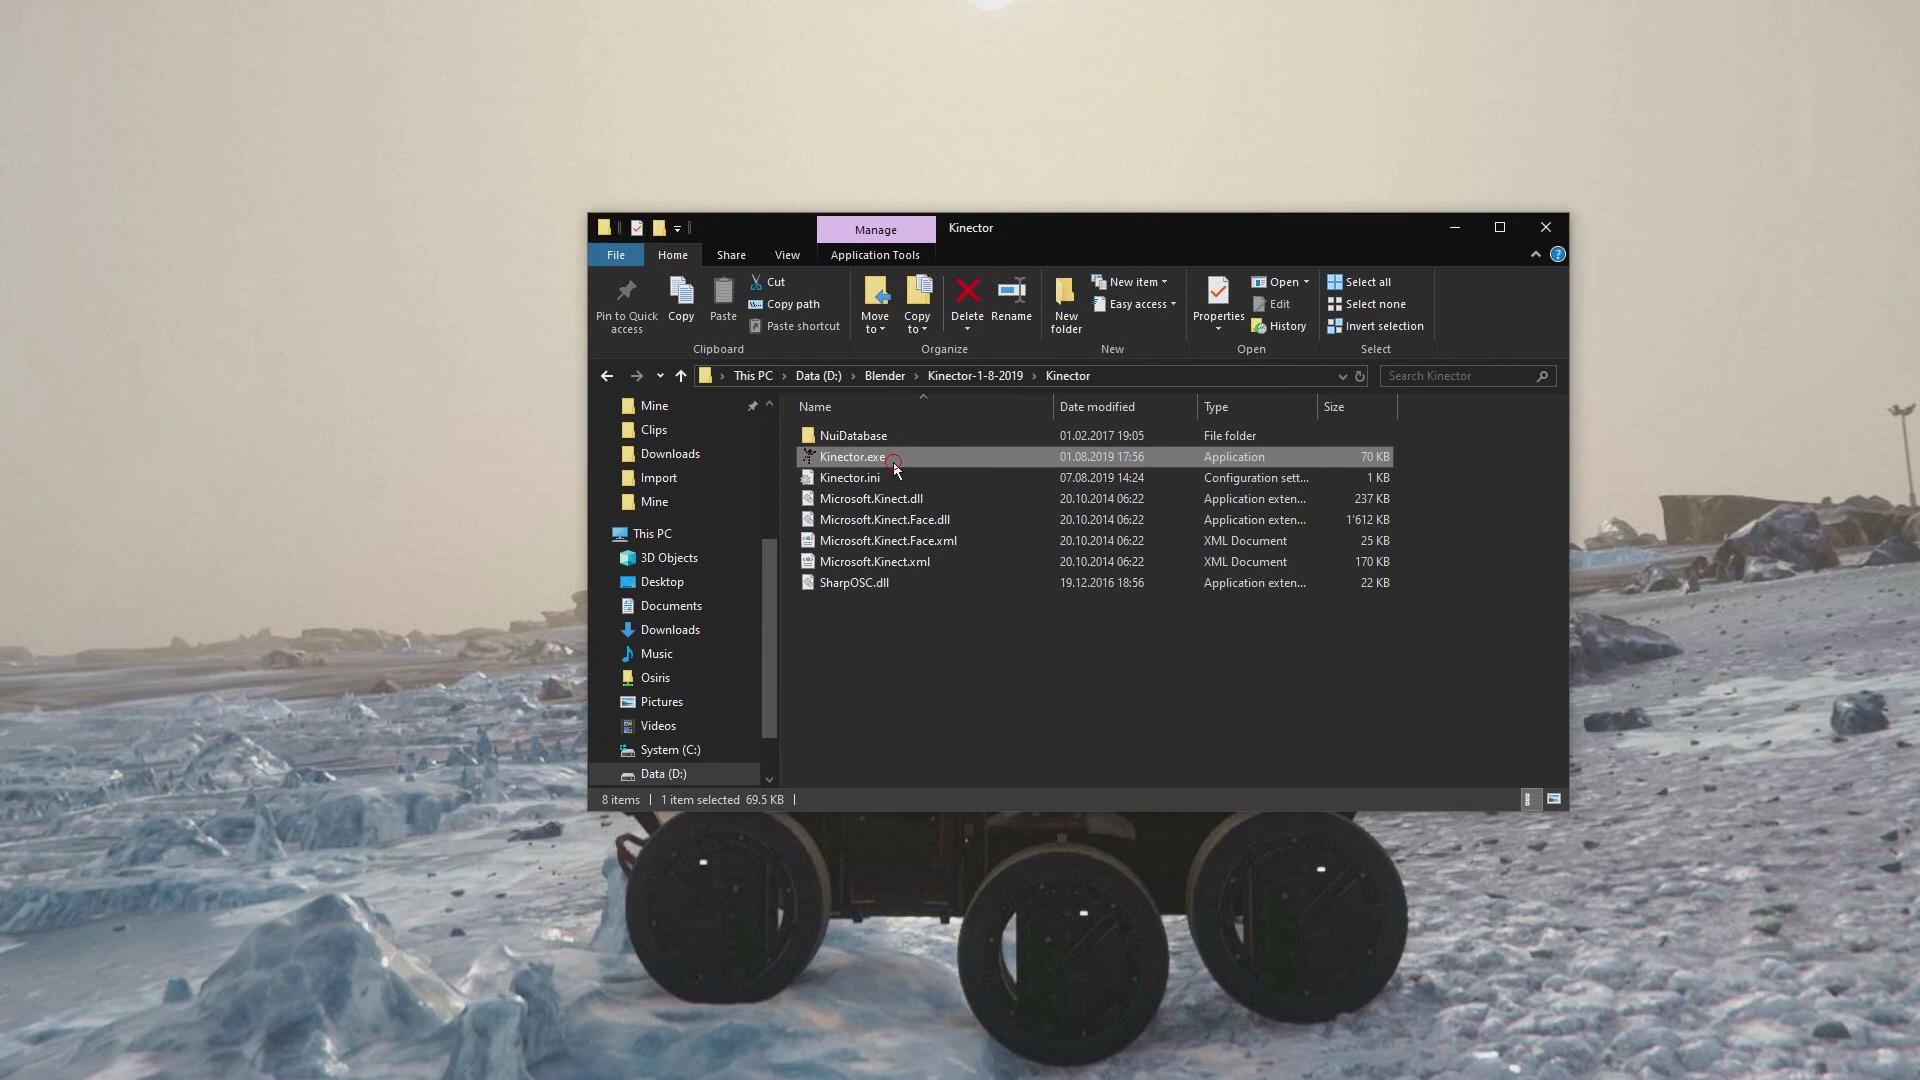 Manage
Kinector
File
Home
Share
View
Application Tools
Pin to Quick access
Copy
Paste
Cut
Copy path
Paste shortcut
Clipboard
Move to
Copy to
Delete
Rename
Organize
New folder
New item
Easy access
New
Properties
Open
Edit
History
Open
Select all
Select none
Invert selection
Select
This PC > Data (D:) > Blender > Kinector-1-8-2019 > Kinector
Search Kinector
Mine
Clips
Downloads
Import
Mine
This PC
3D Objects
Desktop
Documents
Downloads
Music
Osiris
Pictures
Videos
System (C:)
Data (D:)
Name Date modified Type Size
NuiDatabase 01.02.2017 19:05 File folder
Kinector.exe 01.08.2019 17:56 Application 70 KB
Kinector.ini 07.08.2019 14:24 Configuration sett... 1 KB
Microsoft.Kinect.dll 20.10.2014 06:22 Application exten... 237 KB
Microsoft.Kinect.Face.dll 20.10.2014 06:22 Application exten... 1'612 KB
Microsoft.Kinect.Face.xml 20.10.2014 06:22 XML Document 25 KB
Microsoft.Kinect.xml 20.10.2014 06:22 XML Document 170 KB
SharpOSC.dll 19.12.2016 18:56 Application exten... 22 KB
8 items 1 item selected 69.5 KB